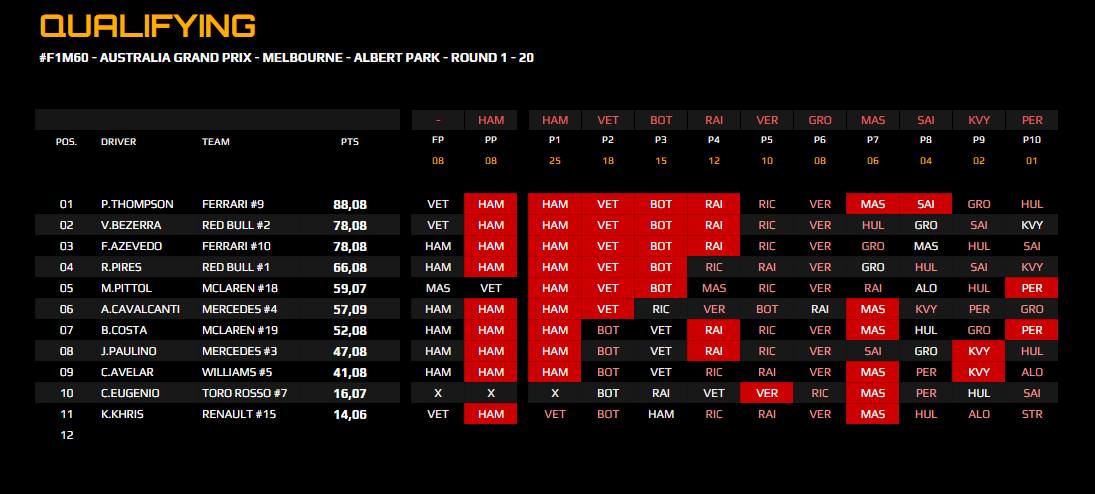 QUALIFYING
#F1M60 - AUSTRALIA GRAND PRIX - MELBOURNE - ALBERT PARK - ROUND 1 - 20
- HAM HAM VET BOT RAI VER GRO MAS SAI KVY PER
POS. DRIVER TEAM PTS FP PP P1 P2 P3 P4 P5 P6 P7 P8 P9 P10
08 08 25 18 15 12 10 08 06 04 02 01
01 P.THOMPSON FERRARI #9 88,08 VET HAM HAM VET BOT RAI RIC VER MAS SAI GRO HUL
02 V.BEZERRA RED BULL #2 78,08 VET HAM HAM VET BOT RAI RIC VER HUL GRO SAI KVY
03 F.AZEVEDO FERRARI #10 78,08 HAM HAM HAM VET BOT RAI RIC VER GRO MAS HUL SAI
04 R.PIRES RED BULL #1 66,08 HAM HAM HAM VET BOT RIC RAI VER GRO HUL SAI KVY
05 M.PITTOL MCLAREN #18 59,07 MAS VET HAM VET BOT MAS RIC VER RAI ALO HUL PER
06 A.CAVALCANTI MERCEDES #4 57,09 HAM HAM HAM VET RIC VER BOT RAI MAS KVY PER GRO
07 B.COSTA MCLAREN #19 52,08 HAM HAM HAM BOT VET RAI RIC VER MAS HUL GRO PER
08 J.PAULINO MERCEDES #3 47,08 HAM HAM HAM BOT VET RAI RIC VER SAI GRO KVY HUL
09 C.AVELAR WILLIAMS #5 41,08 HAM HAM HAM BOT VET RIC RAI VER MAS PER KVY ALO
10 C.EUGENIO TORO ROSSO #7 16,07 X X X BOT RAI VET VER RIC MAS PER HUL SAI
11 K.KHRIS RENAULT #15 14,06 VET HAM VET BOT HAM RIC RAI VER MAS HUL ALO STR
12